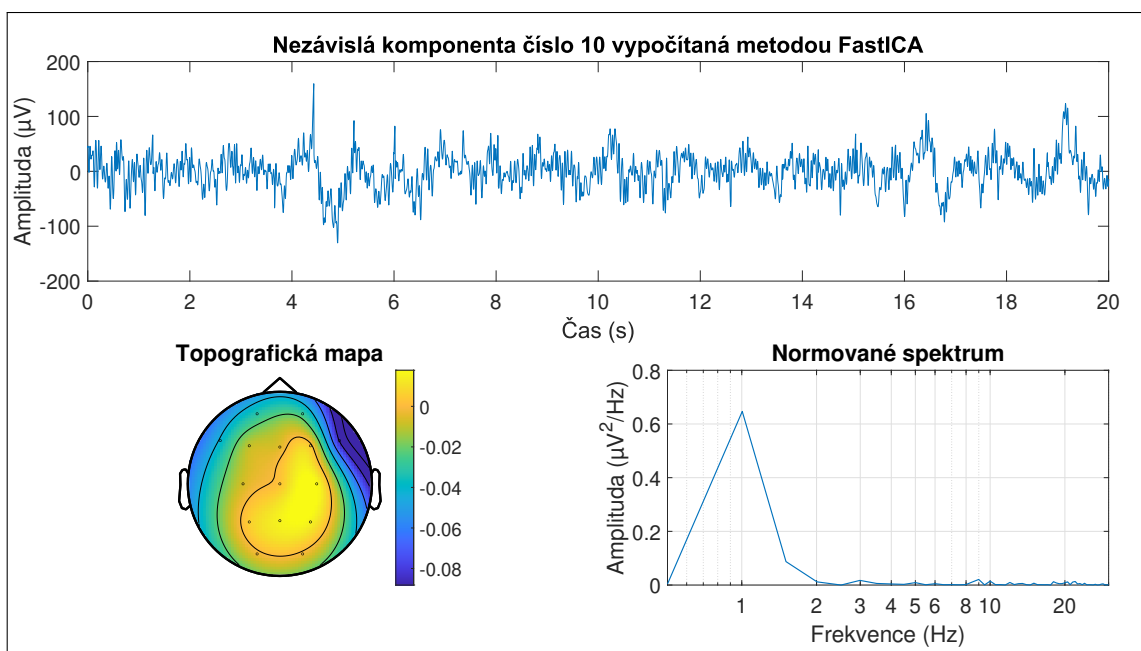 Nezávislá komponenta číslo 10 vypočítaná metodou FastICA
Amplituda (µV)
200
100
0
-100
-200
0 2 4 6 8 10 12 14 16 18 20
Čas (s)
Topografická mapa
0
-0.02
-0.04
-0.06
-0.08
Normované spektrum
Amplituda (µV²/Hz)
0.8
0.6
0.4
0.2
0
1 2 3 4 5 6 8 10 20
Frekvence (Hz)